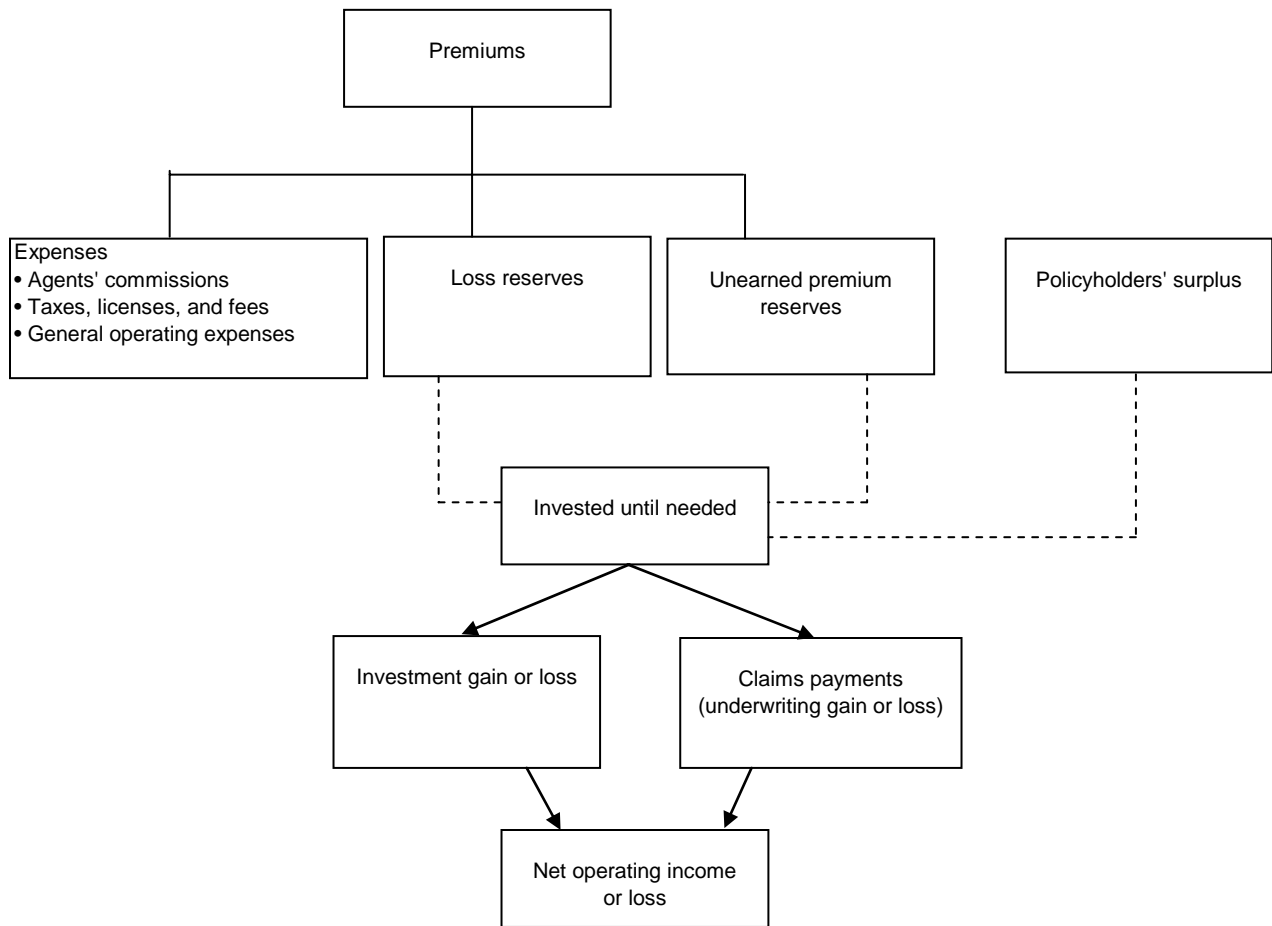 Premiums
Expenses
• Agents' commissions
• Taxes, licenses, and fees
• General operating expenses
Loss reserves
Unearned premium
reserves
Policyholders' surplus
Invested until needed
Investment gain or loss
Claims payments
(underwriting gain or loss)
Net operating income
or loss